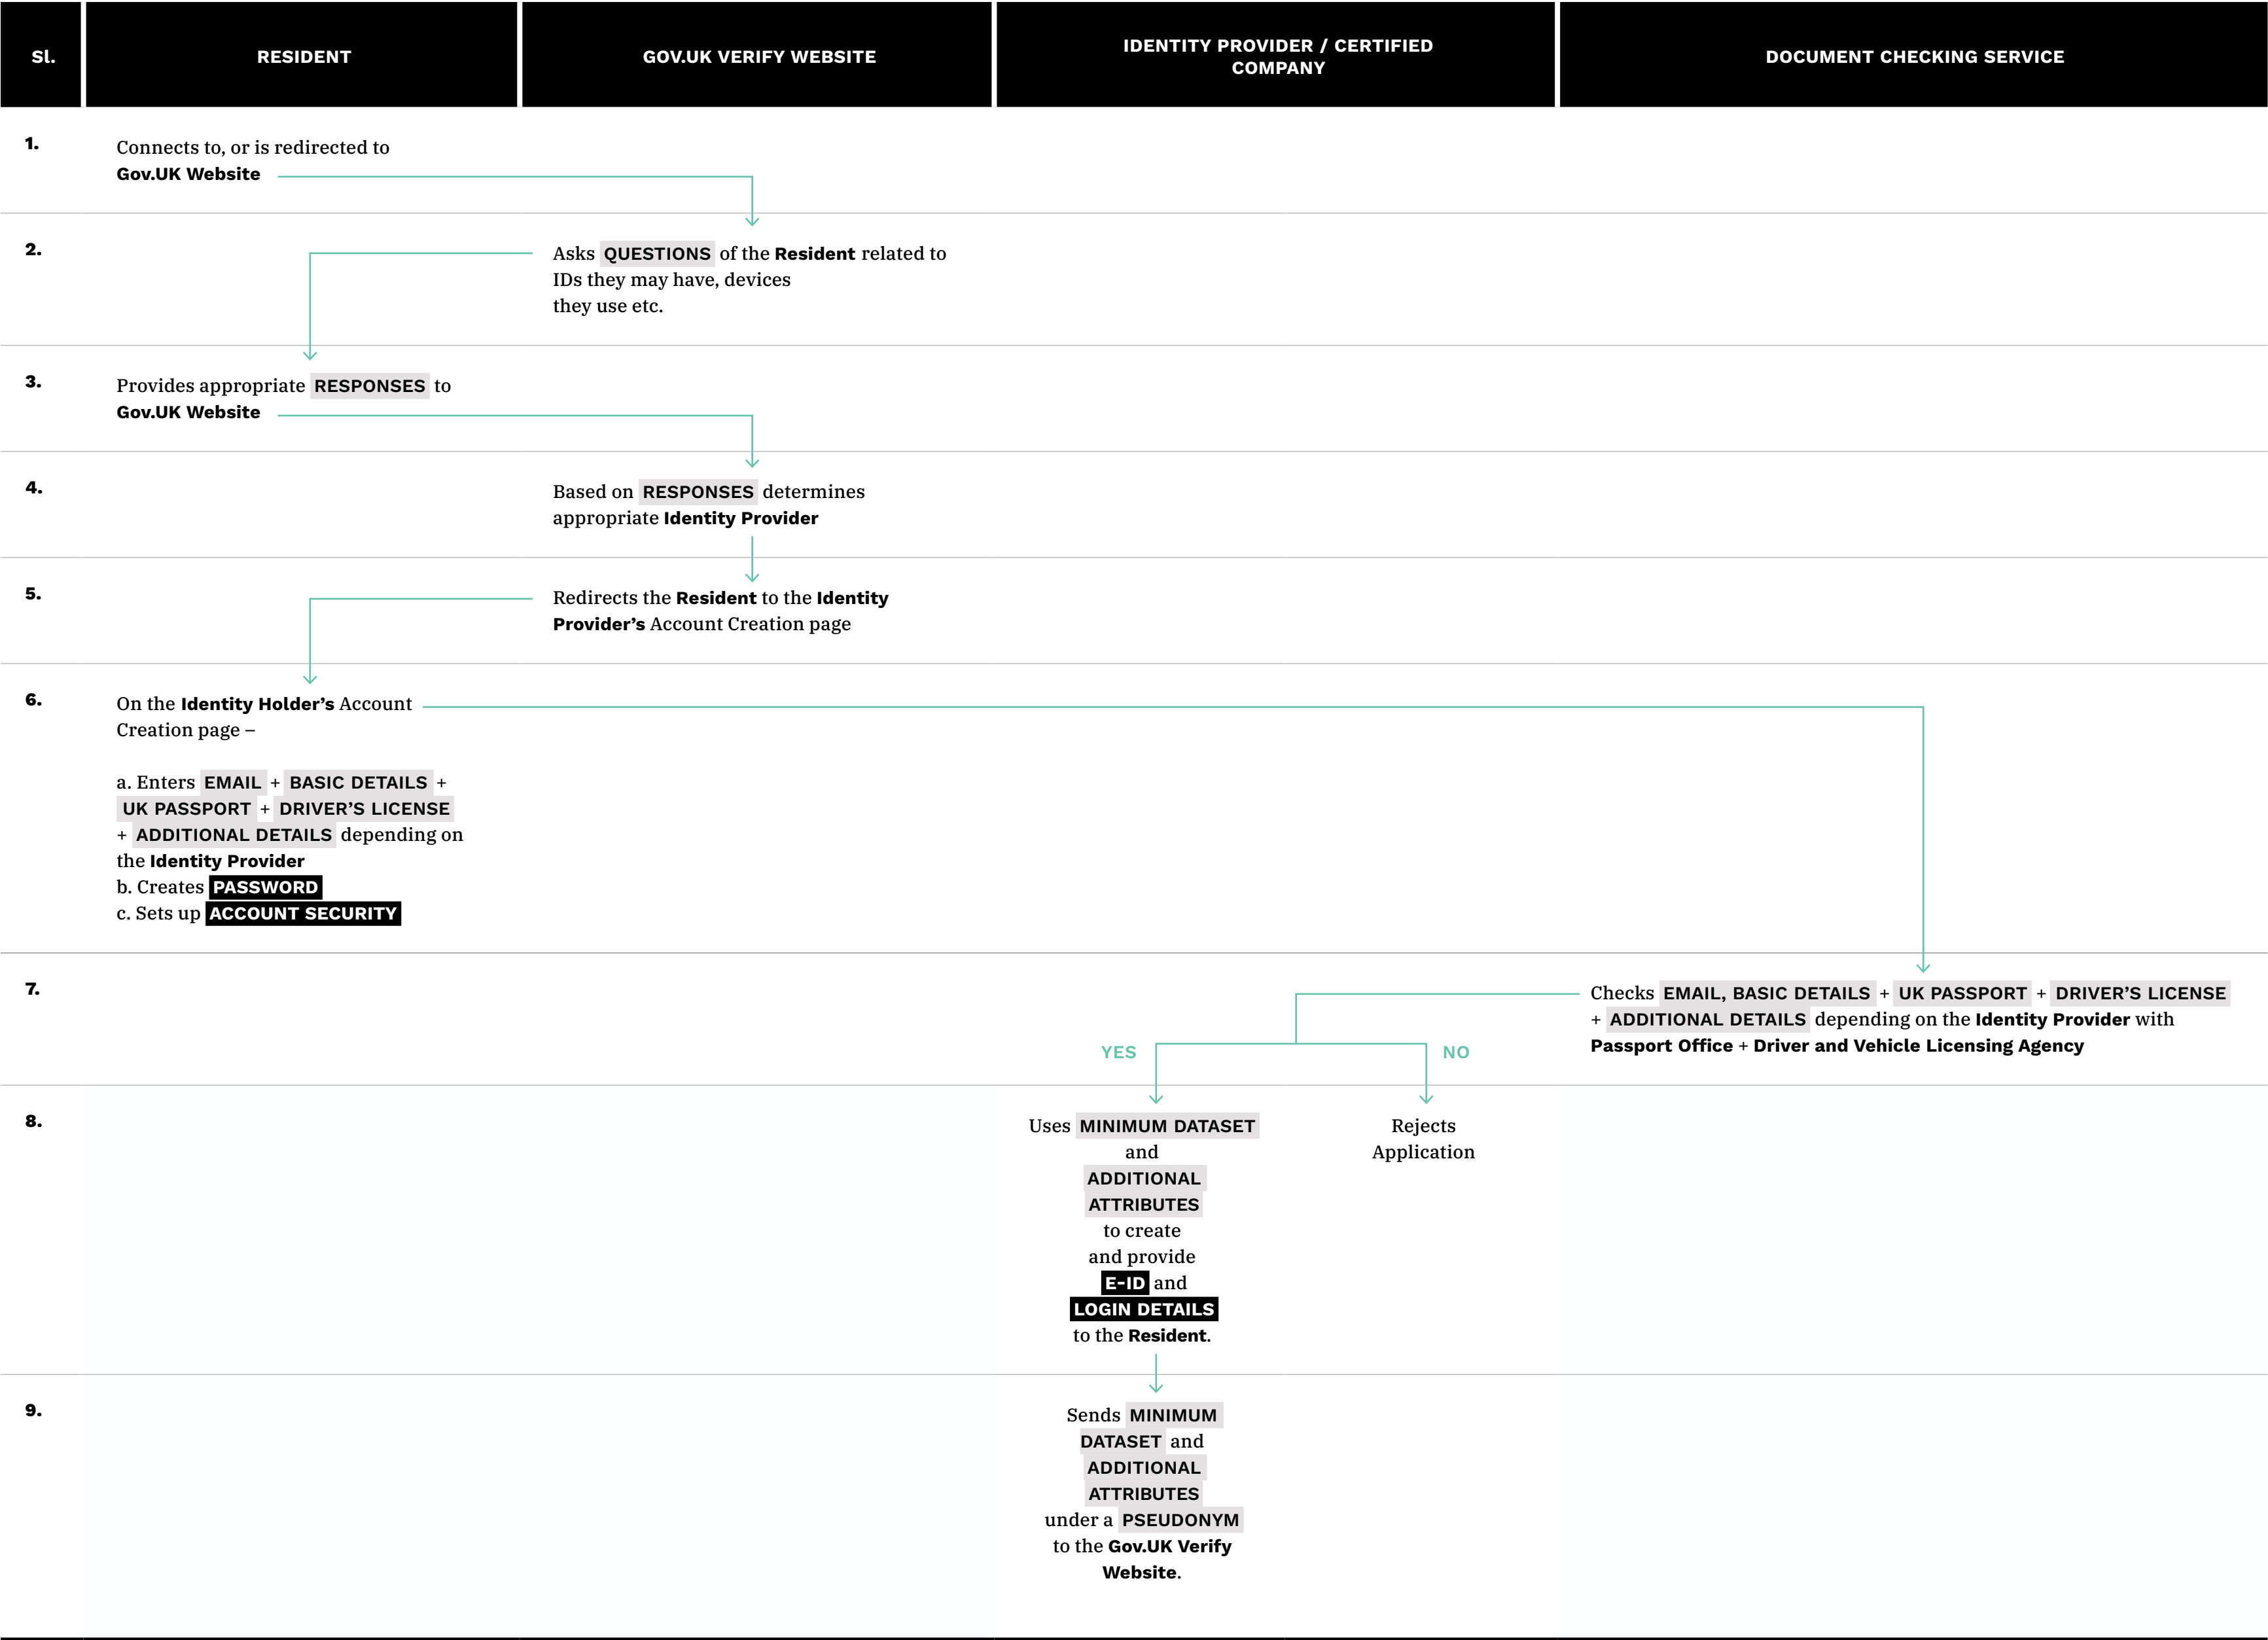 Sl.
RESIDENT
GOV.UK VERIFY WEBSITE
IDENTITY PROVIDER / CERTIFIED
COMPANY
DOCUMENT CHECKING SERVICE
1.
Connects to, or is redirected to
Gov.UK Website
2.
Asks QUESTIONS of the Resident related to
IDs they may have, devices
they use etc.
3.
Provides appropriate RESPONSES to
Gov.UK Website
4.
Based on RESPONSES determines
appropriate Identity Provider
5.
Redirects the Resident to the Identity
Provider’s Account Creation page
6.
On the Identity Holder’s Account
Creation page –
a. Enters EMAIL + BASIC DETAILS +
UK PASSPORT + DRIVER’S LICENSE
+ ADDITIONAL DETAILS depending on
the Identity Provider
b. Creates PASSWORD
c. Sets up ACCOUNT SECURITY
7.
Checks EMAIL, BASIC DETAILS + UK PASSPORT + DRIVER’S LICENSE
+ ADDITIONAL DETAILS depending on the Identity Provider with
Passport Office + Driver and Vehicle Licensing Agency
YES
NO
8.
Uses MINIMUM DATASET
and
ADDITIONAL
ATTRIBUTES
to create
and provide
E-ID and
LOGIN DETAILS
to the Resident.
Rejects
Application
9.
Sends MINIMUM
DATASET and
ADDITIONAL
ATTRIBUTES
under a PSEUDONYM
to the Gov.UK Verify
Website.